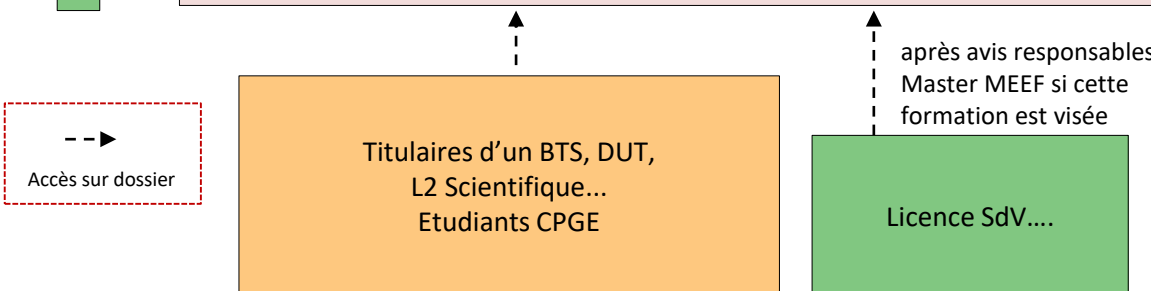 après avis responsables
Master MEEF si cette
formation est visée
Accès sur dossier
Titulaires d’un BTS, DUT,
L2 Scientifique...
Etudiants CPGE
Licence SdV….